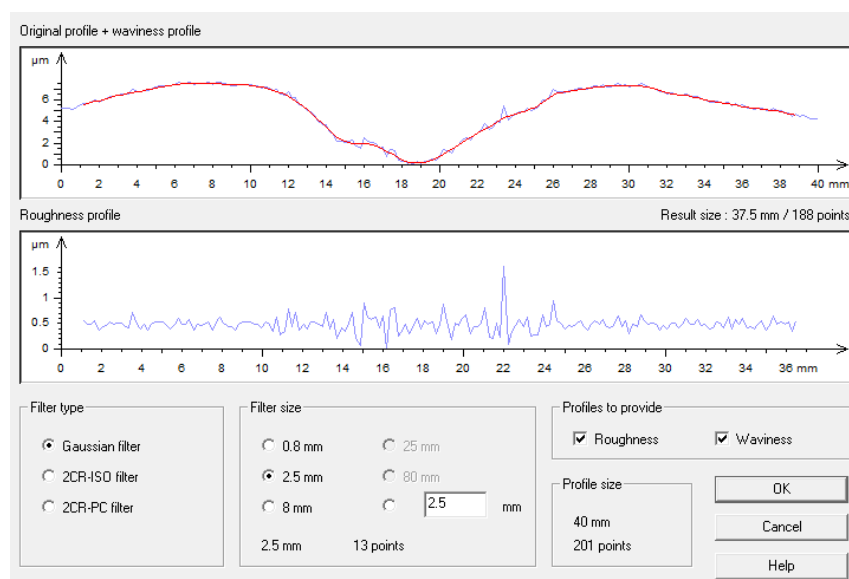 Original profile + waviness profile
µm
6
4
2
0
0 2 4 6 8 10 12 14 16 18 20 22 24 26 28 30 32 34 36 38 40 mm
Roughness profile Result size : 37.5 mm / 188 points
µm
1.5
1
0.5
0
0 2 4 6 8 10 12 14 16 18 20 22 24 26 28 30 32 34 36 mm
Filter type
Gaussian filter
2CR-ISO filter
2CR-PC filter
Filter size
0.8 mm 25 mm
2.5 mm 80 mm
8 mm 2.5 mm
2.5 mm 13 points
Profiles to provide
Roughness Waviness
Profile size
40 mm
201 points
OK
Cancel
Help